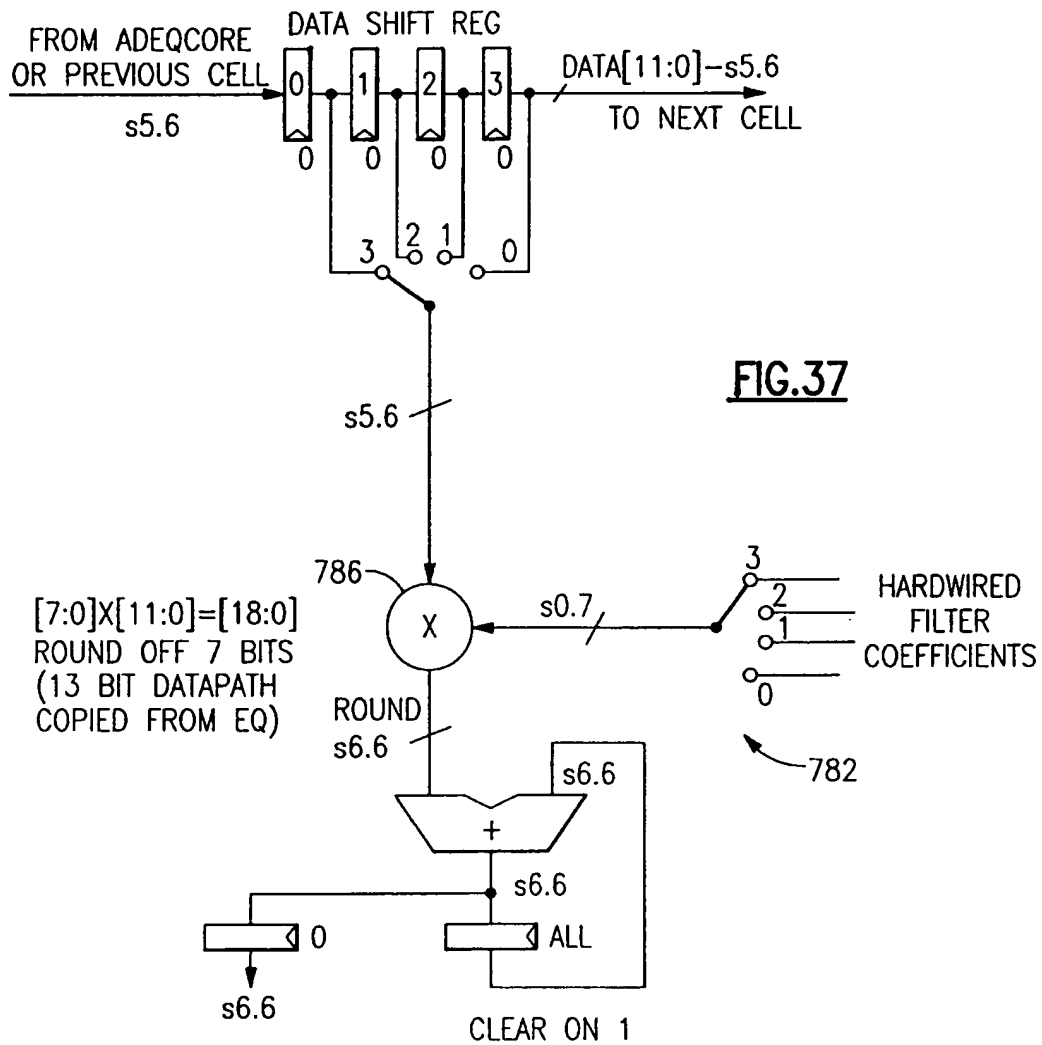 DATA SHIFT REG
FROM ADEQCORE
OR PREVIOUS CELL
s5.6
0
1
2
3
0
0
0
0
DATA[11:0]-s5.6
TO NEXT CELL
3
2
1
0
s5.6
FIG.37
786
X
s0.7
3
2
1
0
HARDWIRED
FILTER
COEFFICIENTS
782
[7:0]X[11:0]=[18:0]
ROUND OFF 7 BITS
(13 BIT DATAPATH
COPIED FROM EQ)
ROUND
s6.6
s6.6
+
s6.6
0
ALL
s6.6
CLEAR ON 1